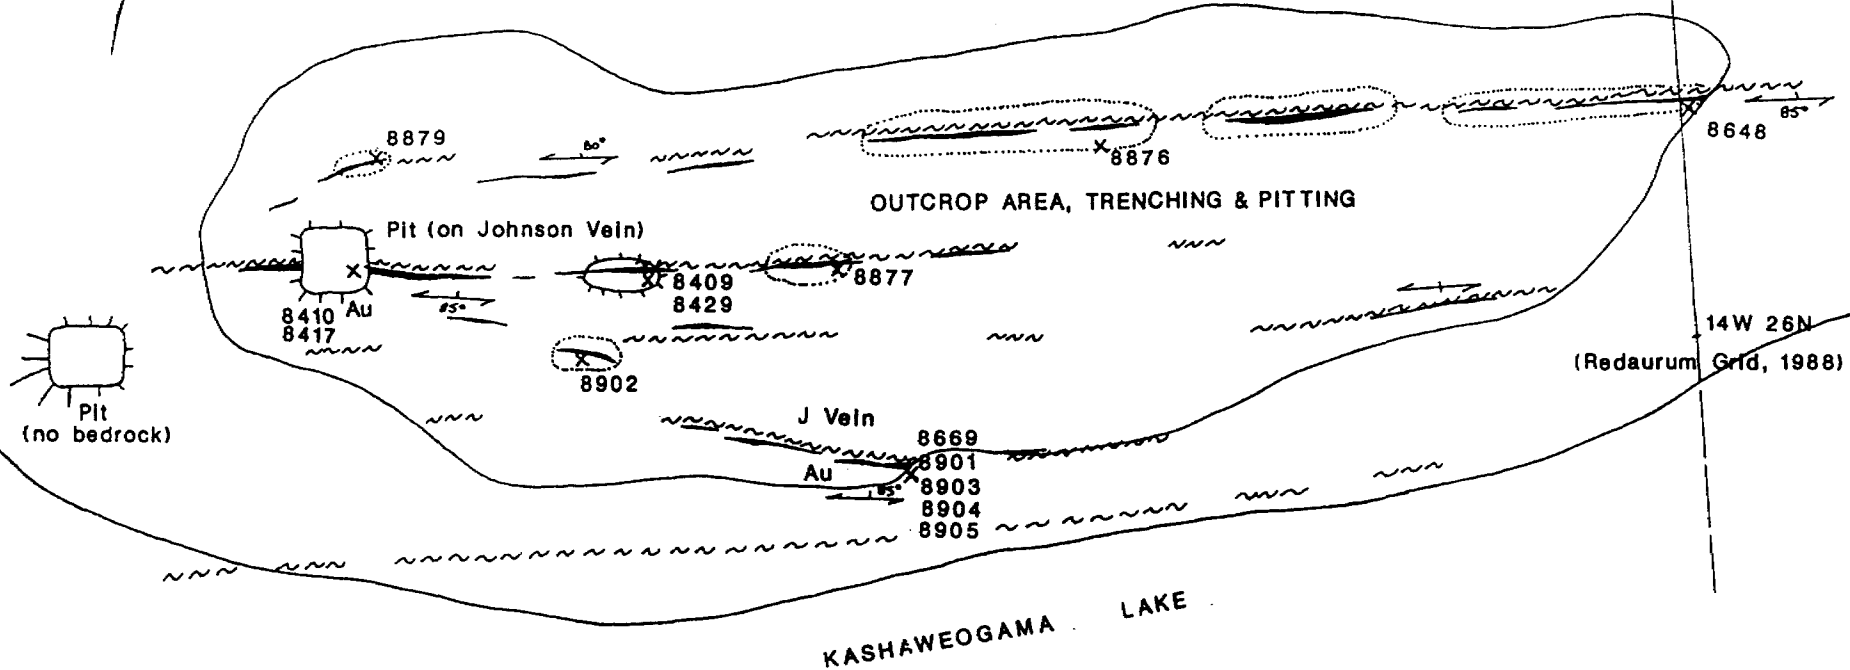 8879
80°
8876
8648
85°
OUTCROP AREA, TRENCHING & PITTING
Pit (on Johnson Vein)
8409
8429
8877
85°
8410
8417
Au
14W 26N
(Redaurum Grid, 1988)
8902
Pit
(no bedrock)
J Vein
8669
8901
8903
8904
8905
Au
85°
KASHAWEOGAMA LAKE